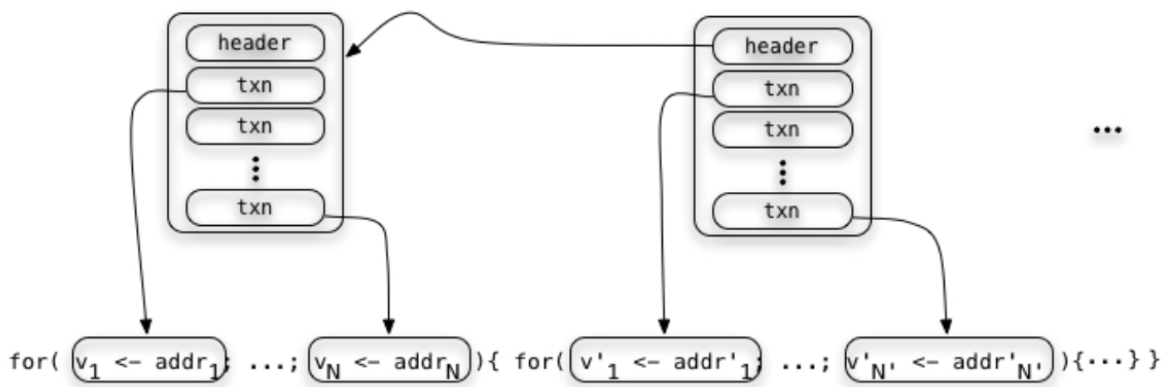 header
txn
txn
txn
header
txn
txn
txn
...
for( v1 <- addr1; ...; vN <- addrN ){ for( v'1 <- addr'1; ...; v'N' <- addr'N' ){...} }